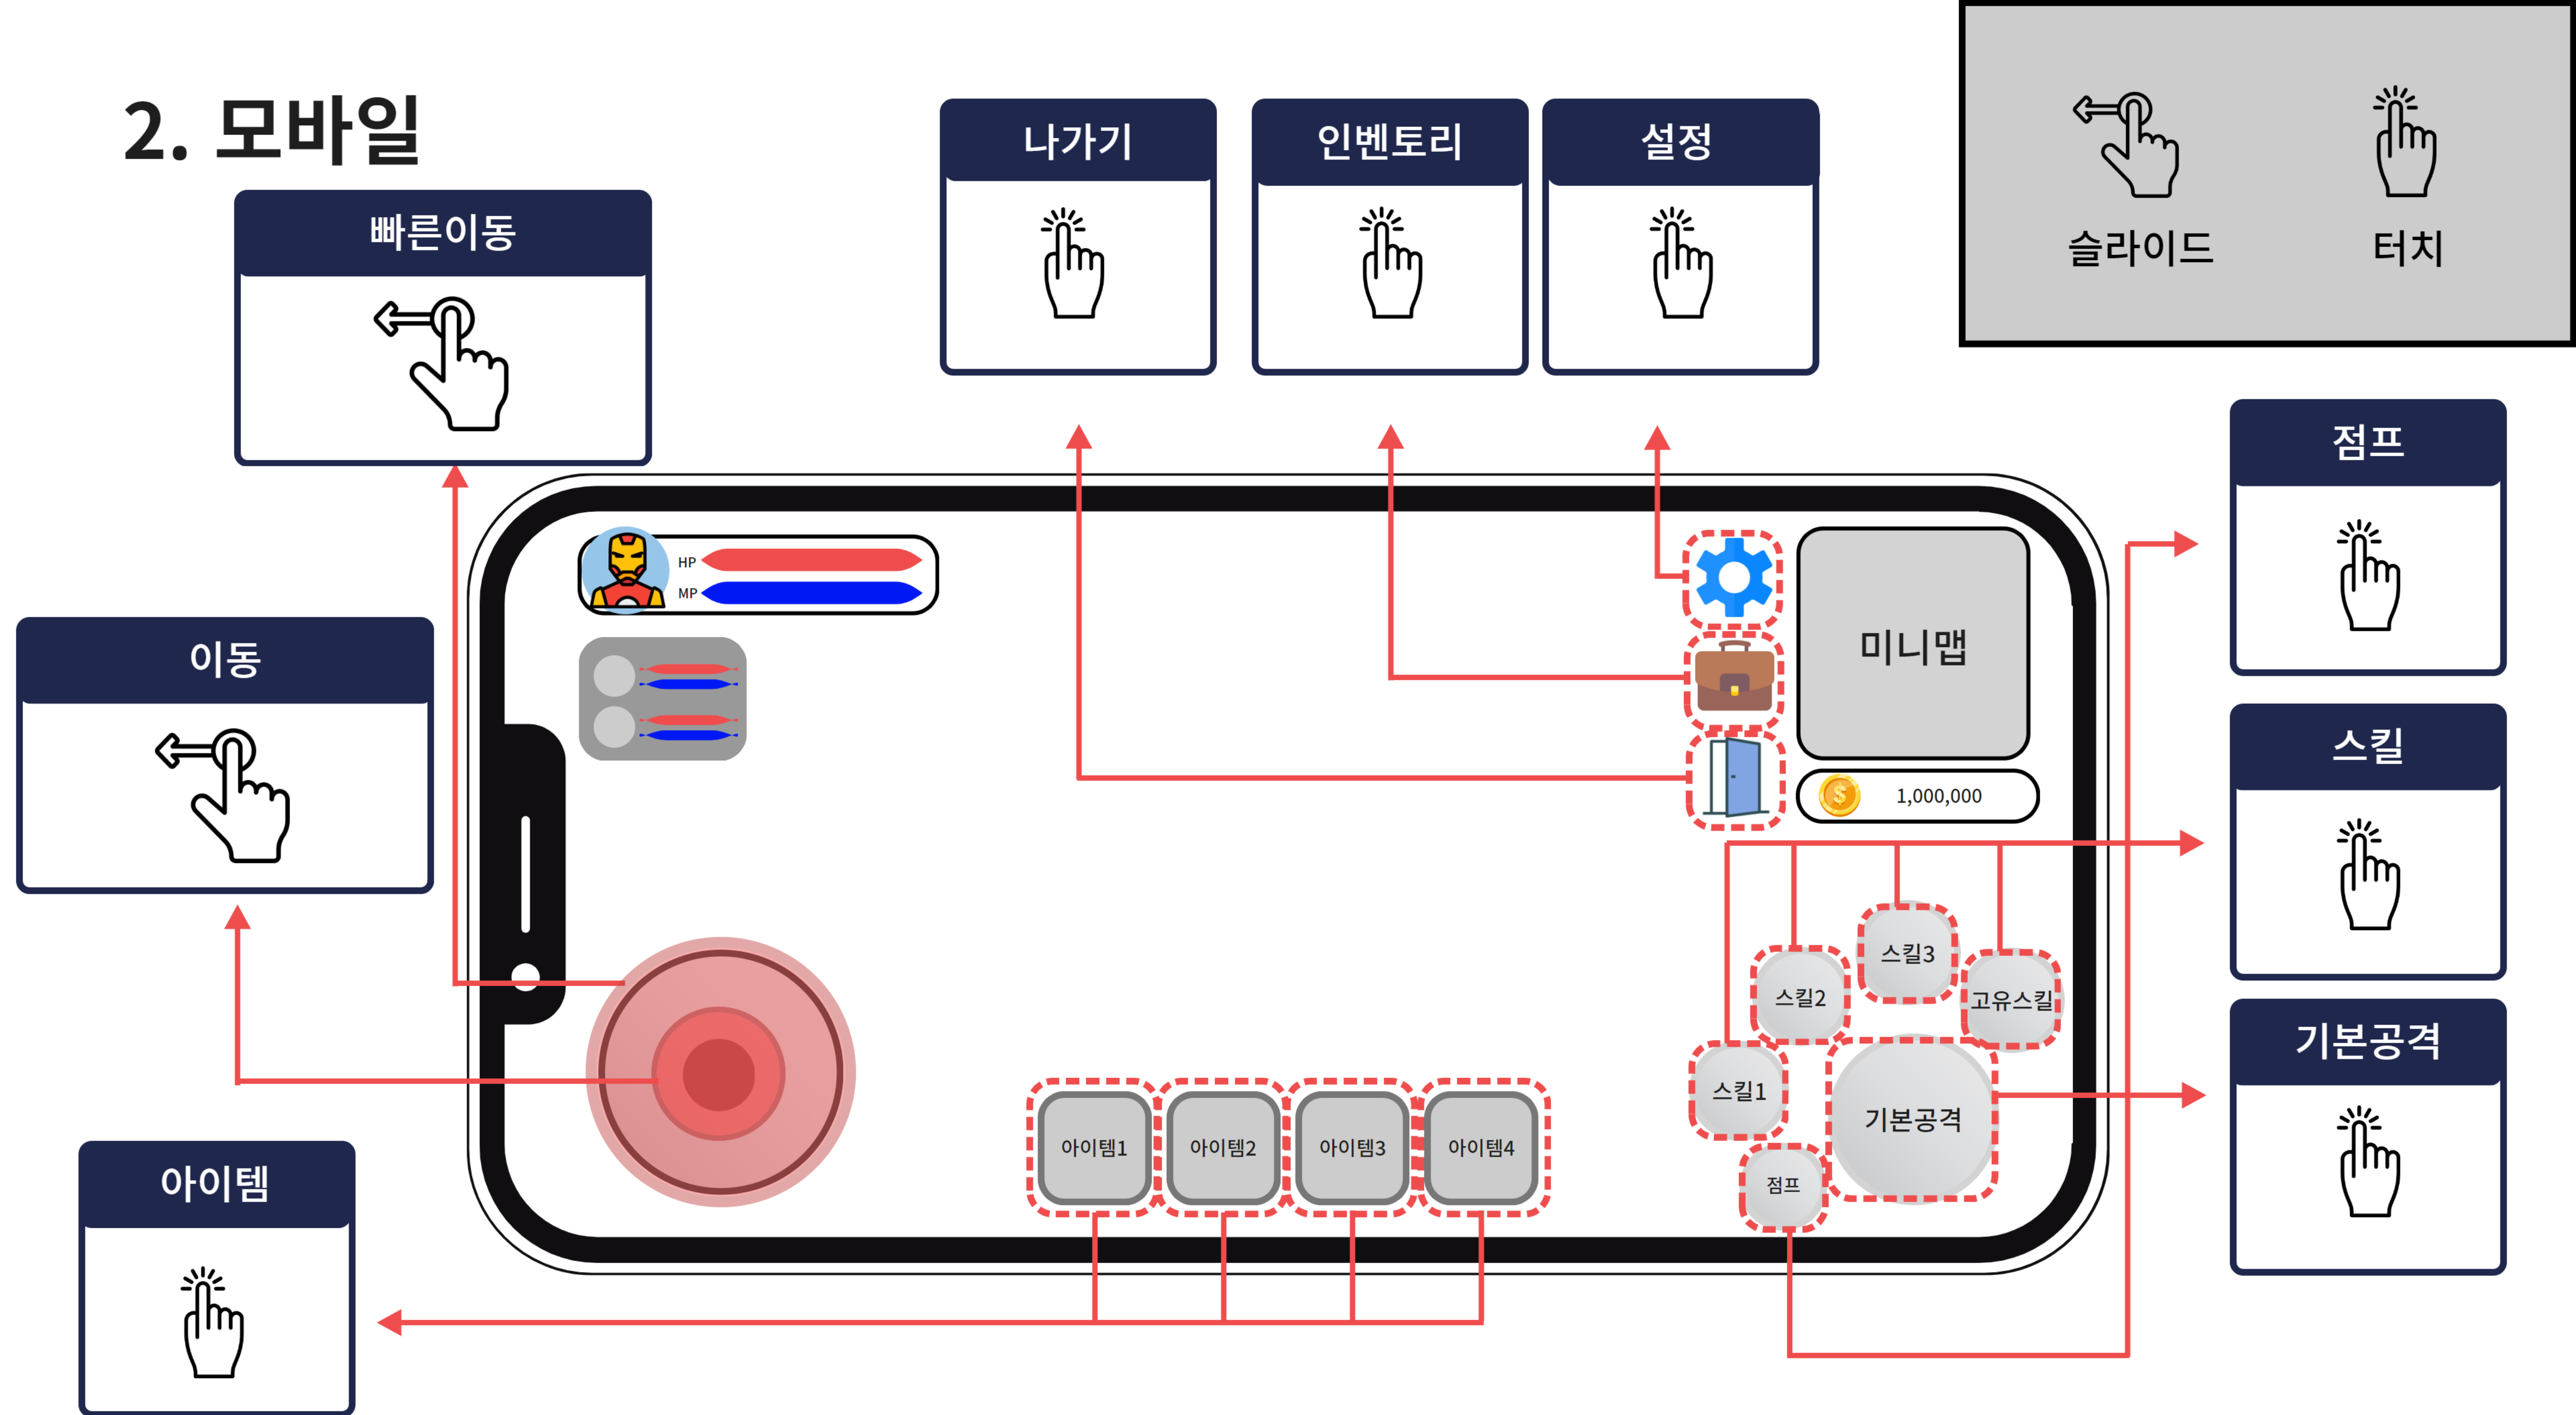 2. 모바일
빠른이동
나가기
인벤토리
설정
슬라이드
터치
점프
이동
HP
MP
미니맵
1,000,000
스킬
스킬3
스킬2
고유스킬
스킬1
기본공격
점프
기본공격
아이템1
아이템2
아이템3
아이템4
아이템